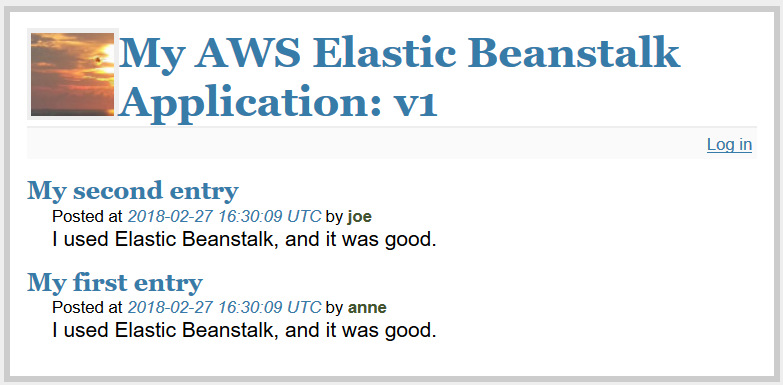 My AWS Elastic Beanstalk
Application: v1
Log in
My second entry
Posted at 2018-02-27 16:30:09 UTC by joe
I used Elastic Beanstalk, and it was good.
My first entry
Posted at 2018-02-27 16:30:09 UTC by anne
I used Elastic Beanstalk, and it was good.